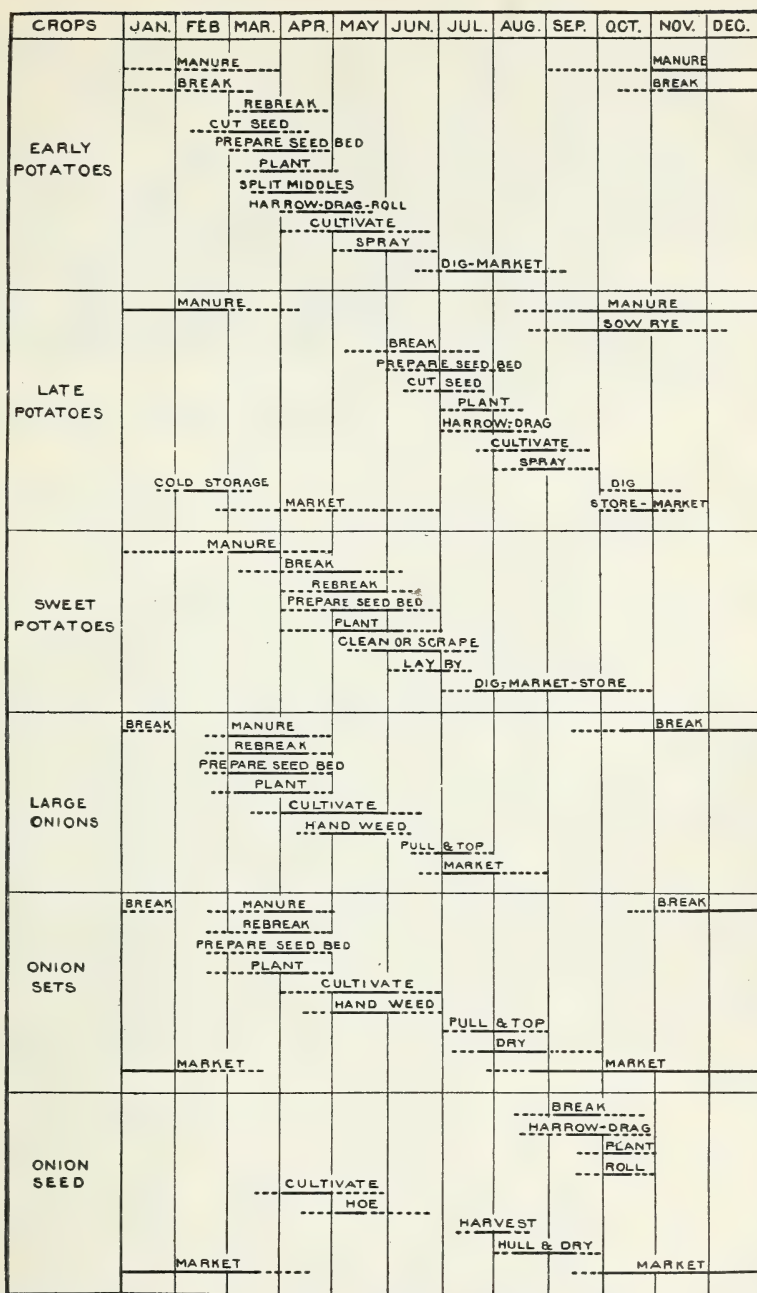 CROPS JAN. FEB MAR. APR. MAY JUN. JUL. AUG. SEP. OCT. NOV. DEC.
EARLY
POTATOES
MANURE MANURE
BREAK BREAK
REBREAK
CUT SEED
PREPARE SEED BED
PLANT
SPLIT MIDDLES
HARROW-DRAG-ROLL
CULTIVATE
SPRAY
DIG-MARKET
LATE
POTATOES
MANURE MANURE
SOW RYE
BREAK
PREPARE SEED BED
CUT SEED
PLANT
HARROW-DRAG
CULTIVATE
SPRAY
COLD STORAGE DIG
MARKET STORE-MARKET
SWEET
POTATOES
MANURE
BREAK
REBREAK
PREPARE SEED BED
PLANT
CLEAN OR SCRAPE
LAY BY
DIG-MARKET-STORE
LARGE
ONIONS
BREAK MANURE BREAK
REBREAK
PREPARE SEED BED
PLANT
CULTIVATE
HAND WEED
PULL & TOP
MARKET
ONION
SETS
BREAK MANURE BREAK
REBREAK
PREPARE SEED BED
PLANT
CULTIVATE
HAND WEED
PULL & TOP
DRY
MARKET MARKET
ONION
SEED
BREAK
HARROW-DRAG
PLANT
ROLL
CULTIVATE
HOE
HARVEST
HULL & DRY
MARKET MARKET